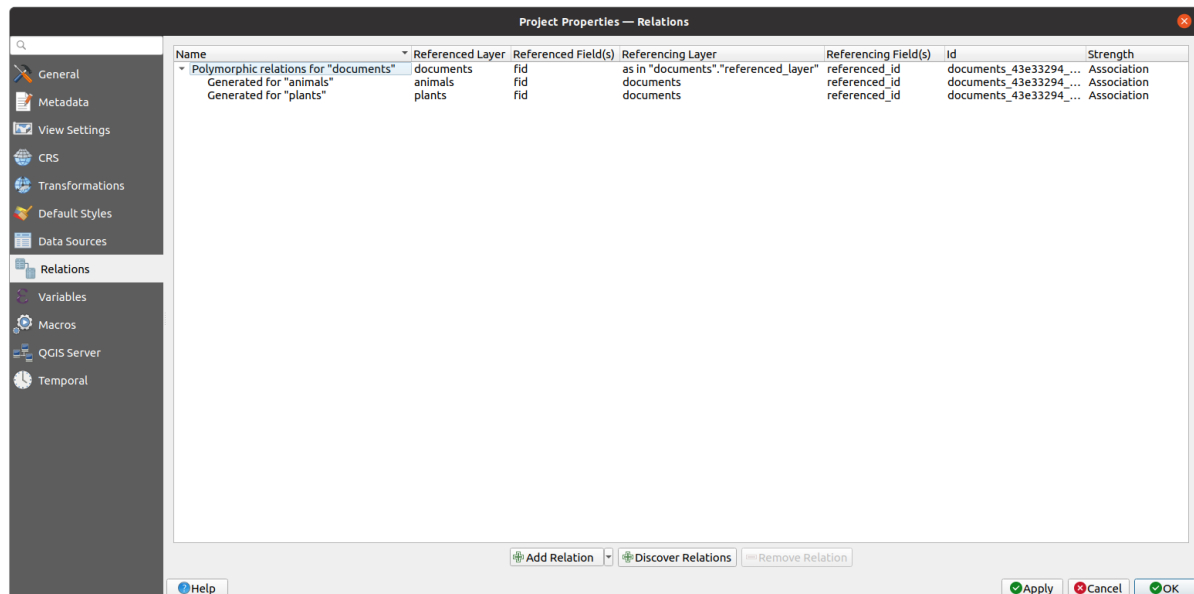 Project Properties — Relations
General
Metadata
View Settings
CRS
Transformations
Default Styles
Data Sources
Relations
Variables
Macros
QGIS Server
Temporal
Name Referenced Layer Referenced Field(s) Referencing Layer Referencing Field(s) Id Strength
Polymorphic relations for "documents" documents fid as in "documents"."referenced_layer" referenced_id documents_43e33294_... Association
Generated for "animals" animals fid documents referenced_id documents_43e33294_... Association
Generated for "plants" plants fid documents referenced_id documents_43e33294_... Association
Add Relation Discover Relations Remove Relation
Help Apply Cancel OK